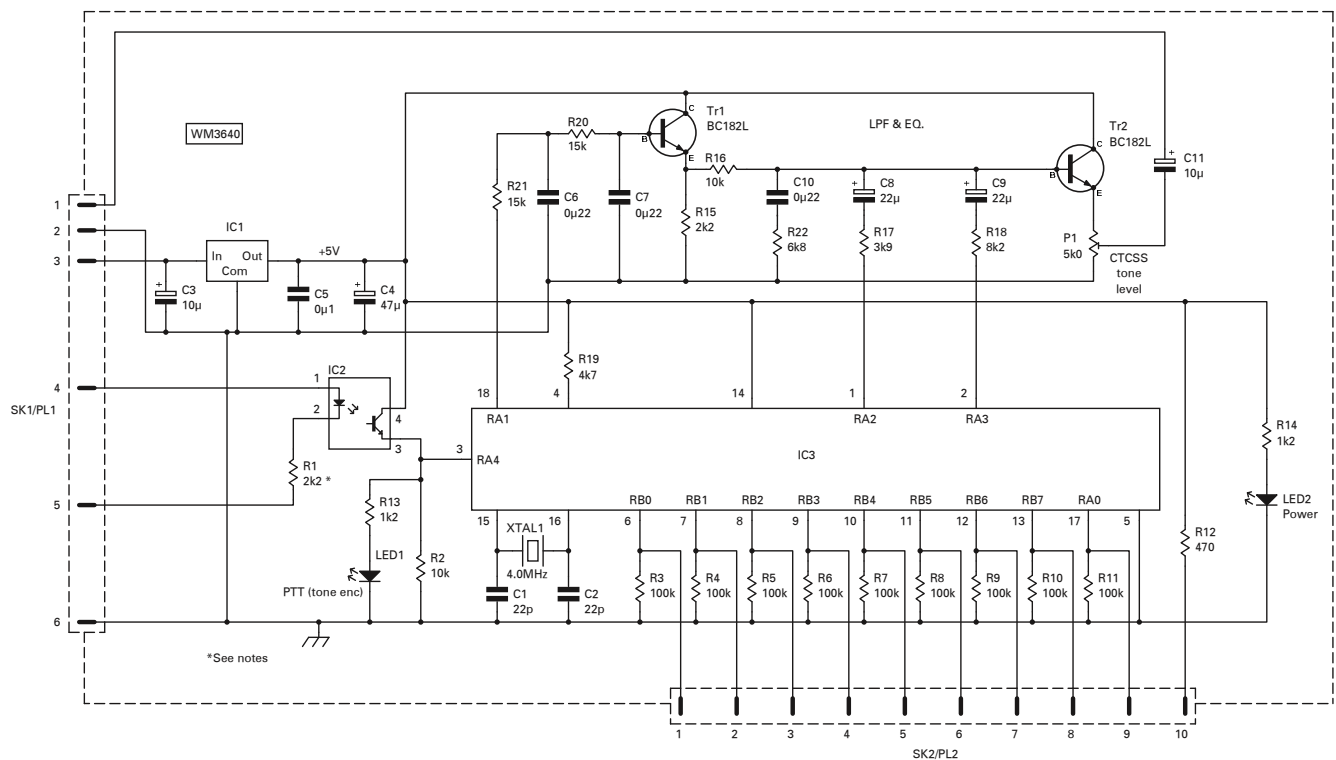 WM3640
SK1/PL1
1
2
3
4
5
6
IC1
In Out
Com
+5V
C3
10µ
C5
0µ1
C4
47µ
IC2
1
2
4
3
R1
2k2 *
R13
1k2
LED1
PTT (tone enc)
R2
10k
*See notes
R21
15k
R20
15k
C6
0µ22
C7
0µ22
B
C
E
Tr1
BC182L
R15
2k2
R16
10k
LPF & EQ.
C10
0µ22
R22
6k8
C8
22µ
R17
3k9
C9
22µ
R18
8k2
B
C
E
Tr2
BC182L
P1
5k0
CTCSS
tone
level
C11
10µ
R19
4k7
18
4
14
1
2
RA1
RA2
RA3
3
RA4
IC3
RB0
RB1
RB2
RB3
RB4
RB5
RB6
RB7
RA0
15
16
6
7
8
9
10
11
12
13
17
5
XTAL1
4.0MHz
C1
22p
C2
22p
R3
100k
R4
100k
R5
100k
R6
100k
R7
100k
R8
100k
R9
100k
R10
100k
R11
100k
R12
470
R14
1k2
LED2
Power
1
2
3
4
5
6
7
8
9
10
SK2/PL2
+
+
+
+
+